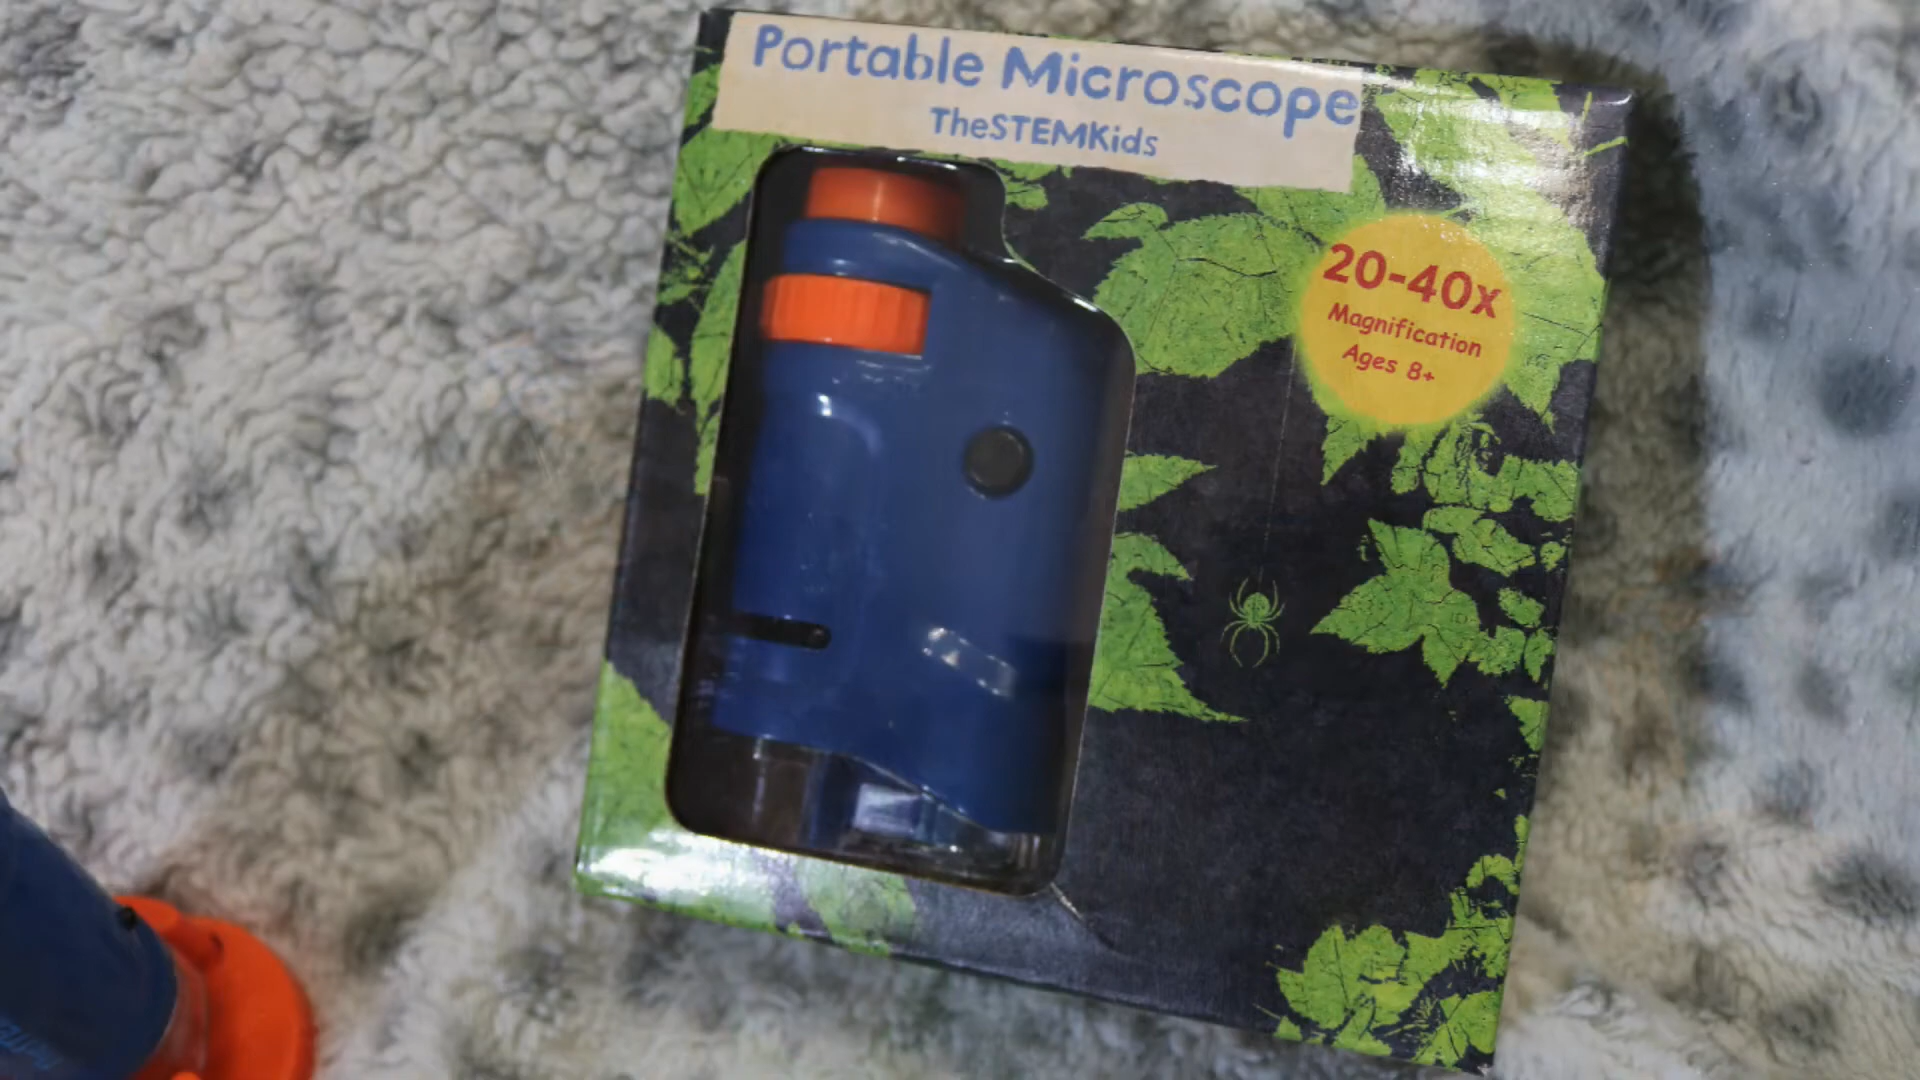 Portable Microscope
TheSTEMKids
20-40x
Magnification
Ages 8+